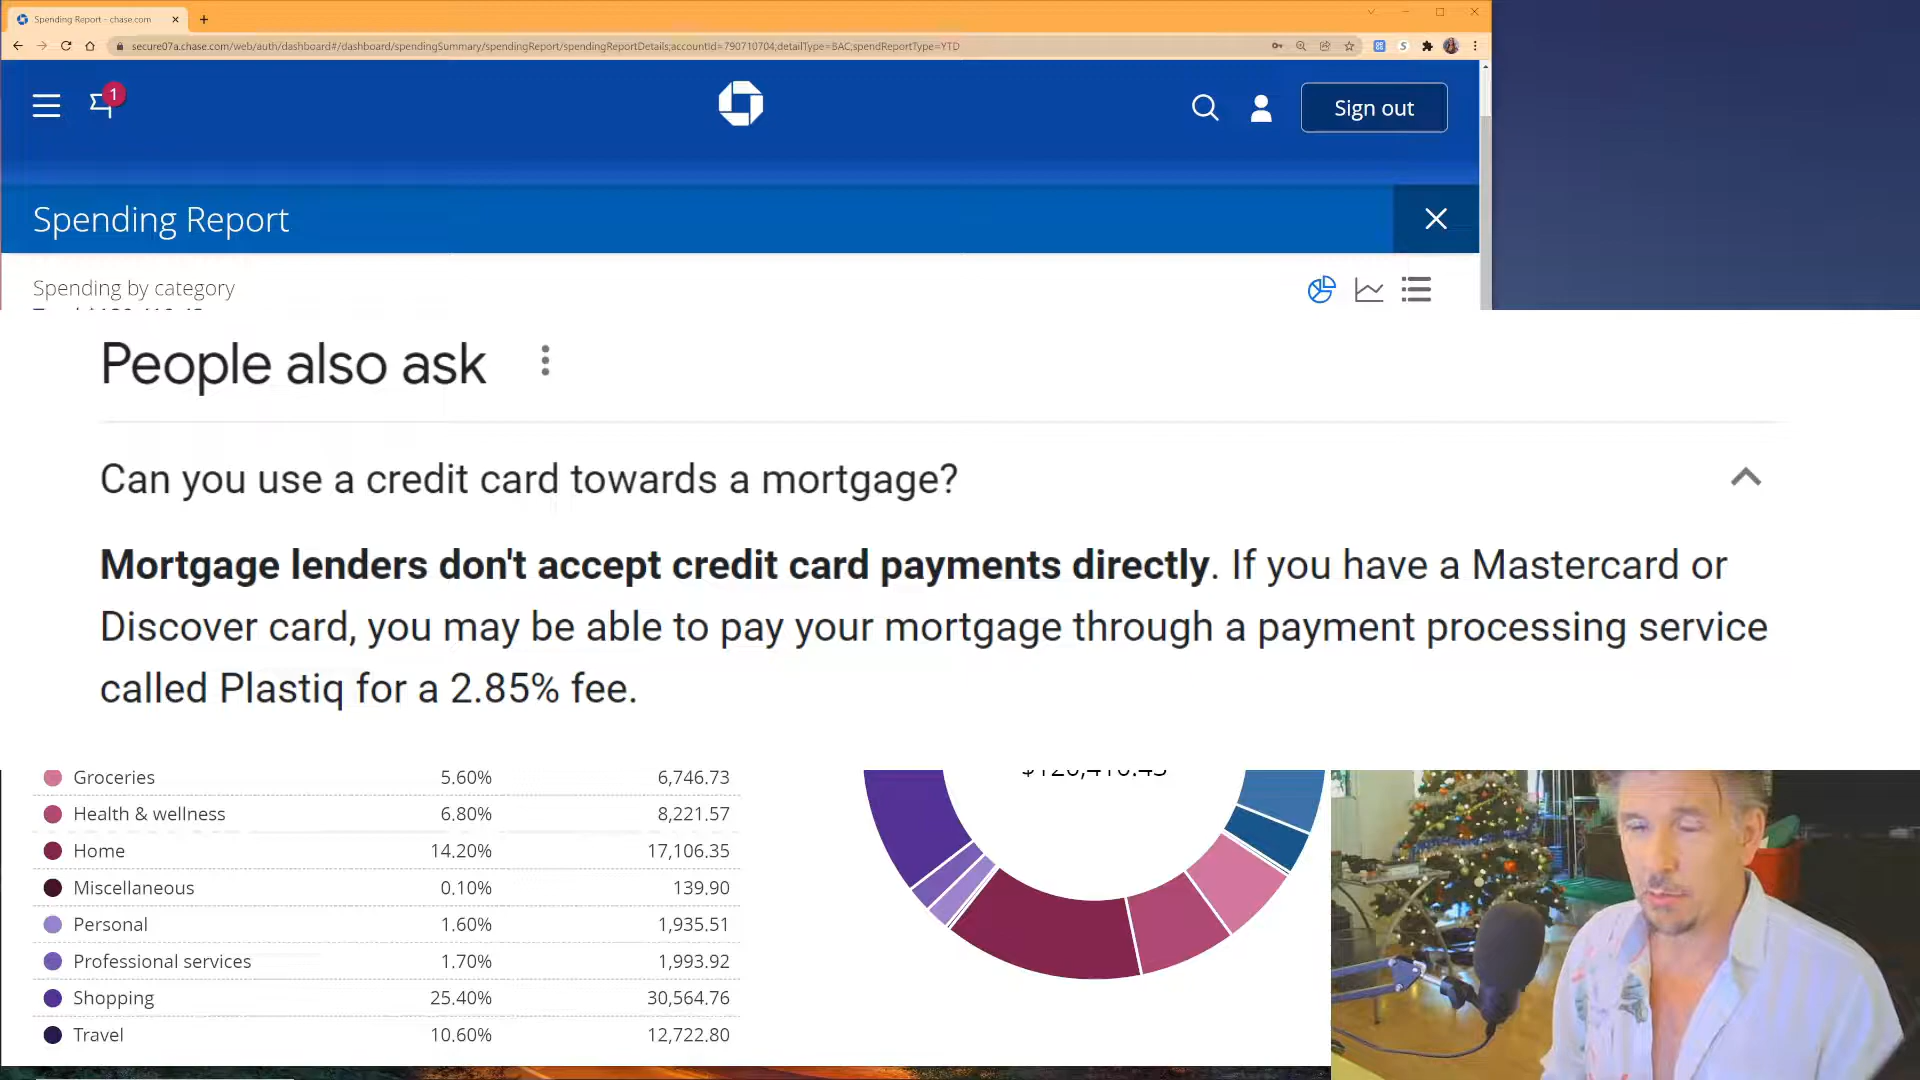 Spending Report - chase.com
secure07a.chase.com/web/auth/dashboard#/dashboard/spendingSummary/spendingReport/spendingReportDetails;accountId=790710704;detailType=BAC;spendReportType=YTD
1
Sign out
Spending Report
Spending by category
People also ask
Can you use a credit card towards a mortgage?
Mortgage lenders don't accept credit card payments directly. If you have a Mastercard or
Discover card, you may be able to pay your mortgage through a payment processing service
called Plastiq for a 2.85% fee.
Groceries 5.60% 6,746.73
Health & wellness 6.80% 8,221.57
Home 14.20% 17,106.35
Miscellaneous 0.10% 139.90
Personal 1.60% 1,935.51
Professional services 1.70% 1,993.92
Shopping 25.40% 30,564.76
Travel 10.60% 12,722.80